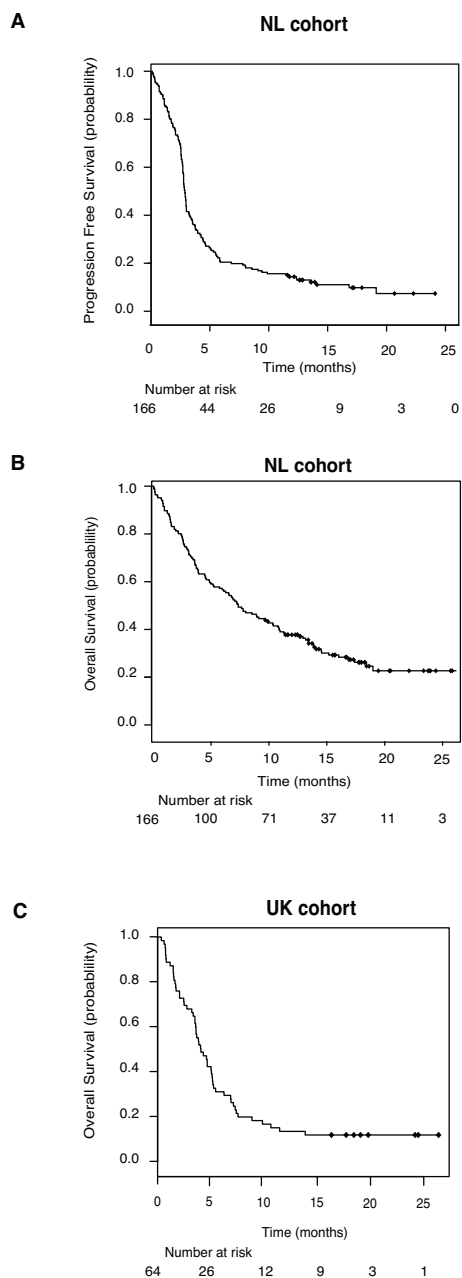 A
NL cohort
Progression Free Survival (probablility)
1.0
0.8
0.6
0.4
0.2
0.0
0 5 10 15 20 25
Time (months)
Number at risk
166 44 26 9 3 0
B
NL cohort
Overall Survival (probablility)
1.0
0.8
0.6
0.4
0.2
0.0
0 5 10 15 20 25
Time (months)
Number at risk
166 100 71 37 11 3
C
UK cohort
Overall Survival (probablility)
1.0
0.8
0.6
0.4
0.2
0.0
0 5 10 15 20 25
Time (months)
Number at risk
64 26 12 9 3 1